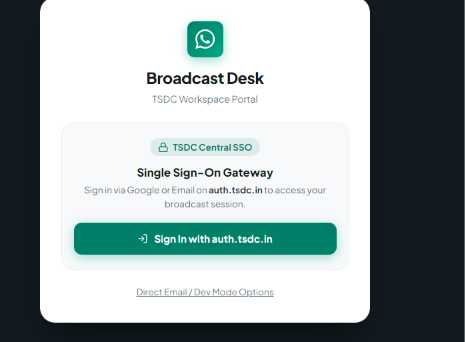 Broadcast Desk
TSDC Workspace Portal
TSDC Central SSO
Single Sign-On Gateway
Sign in via Google or Email on auth.tsdc.in to access your
broadcast session.
Sign In with auth.tsdc.in
Direct Email / Dev Mode Options